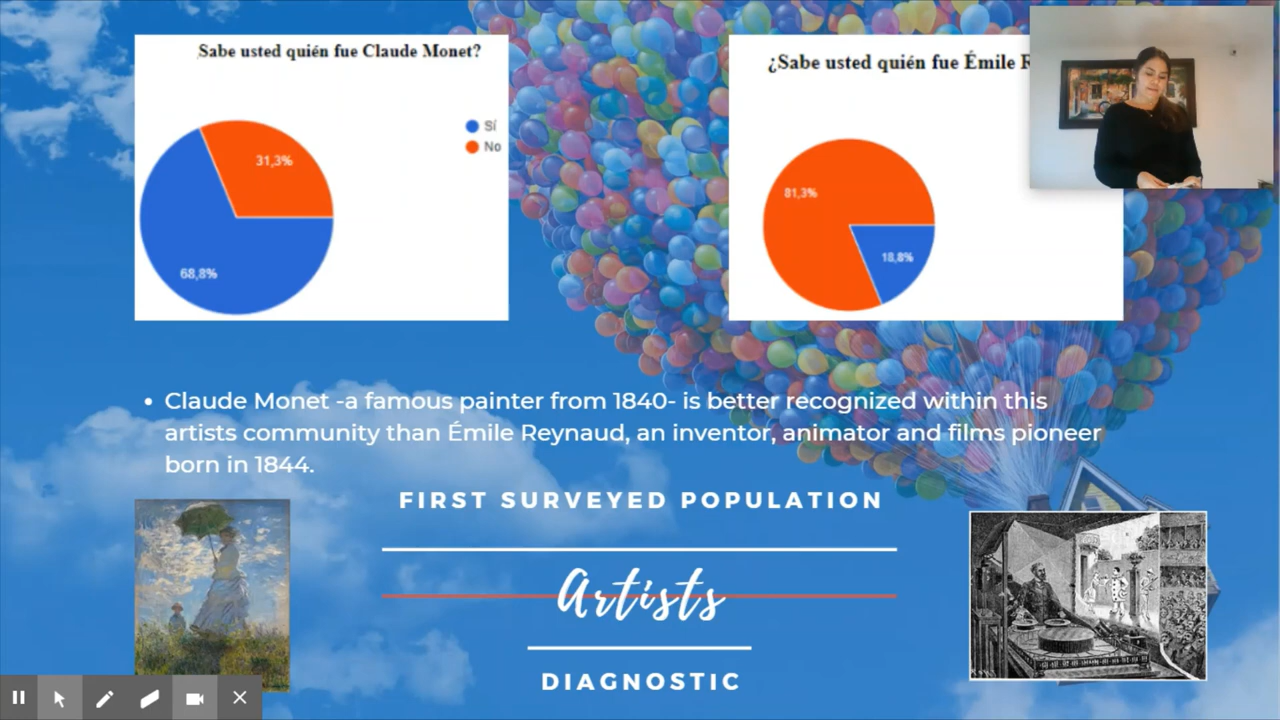 Sabe usted quién fue Claude Monet?
Sí
No
31,3%
68,8%
¿Sabe usted quién fue Émile R
81,3%
18,8%
• Claude Monet -a famous painter from 1840- is better recognized within this
artists community than Émile Reynaud, an inventor, animator and films pioneer
born in 1844.
FIRST SURVEYED POPULATION
Artists
DIAGNOSTIC